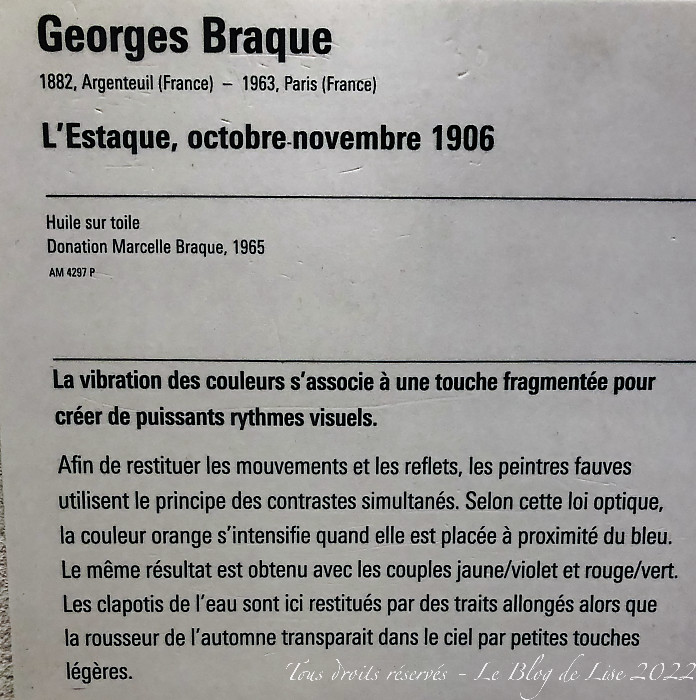 Georges Braque
1882, Argenteuil (France) – 1963, Paris (France)
L'Estaque, octobre-novembre 1906
Huile sur toile
Donation Marcelle Braque, 1965
AM 4297 P
La vibration des couleurs s'associe à une touche fragmentée pour
créer de puissants rythmes visuels.
Afin de restituer les mouvements et les reflets, les peintres fauves
utilisent le principe des contrastes simultanés. Selon cette loi optique,
la couleur orange s'intensifie quand elle est placée à proximité du bleu.
Le même résultat est obtenu avec les couples jaune/violet et rouge/vert.
Les clapotis de l'eau sont ici restitués par des traits allongés alors que
la rousseur de l'automne transparait dans le ciel par petites touches
légères.
Tous droits réservés - Le Blog de Lise 2022